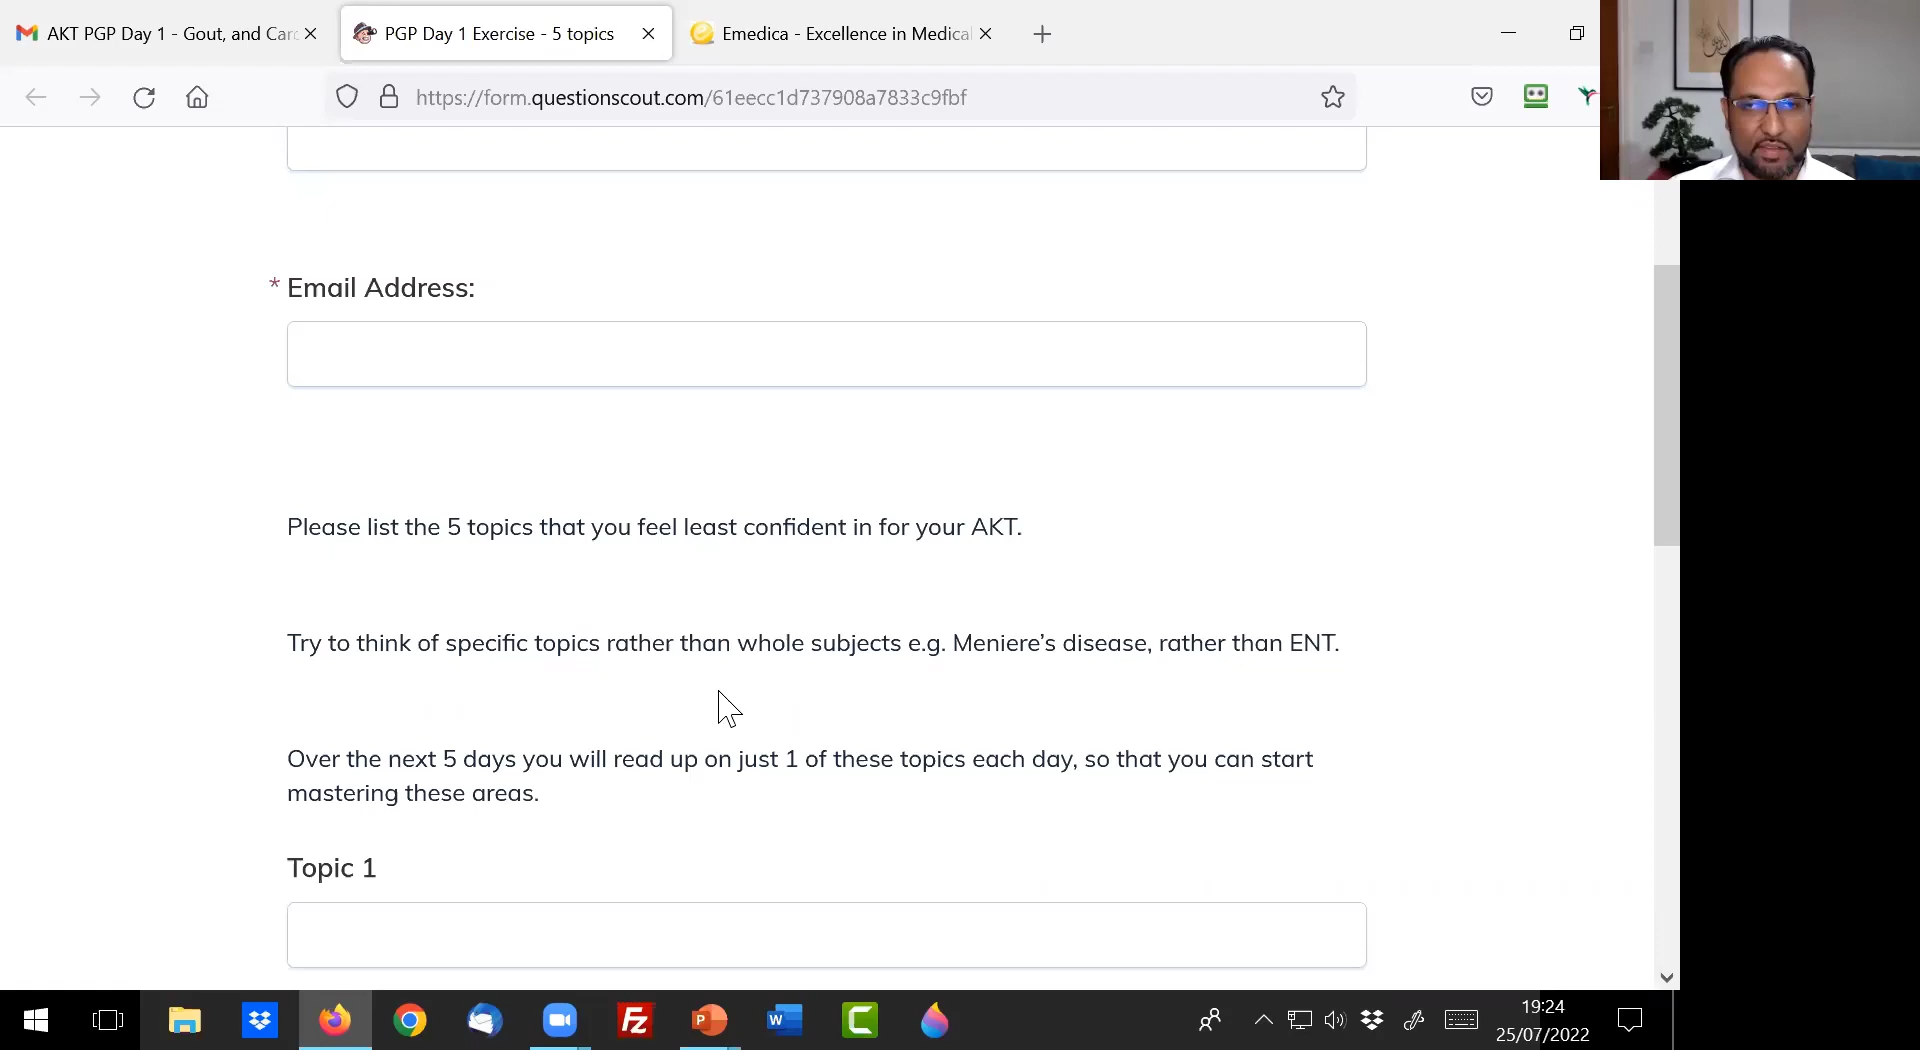 AKT PGP Day 1 - Gout, and Carc
PGP Day 1 Exercise - 5 topics
Emedica - Excellence in Medical
https://form.questionscout.com/61eecc1d737908a7833c9fbf
* Email Address:
Please list the 5 topics that you feel least confident in for your AKT.
Try to think of specific topics rather than whole subjects e.g. Meniere’s disease, rather than ENT.
Over the next 5 days you will read up on just 1 of these topics each day, so that you can start
mastering these areas.
Topic 1
19:24
25/07/2022